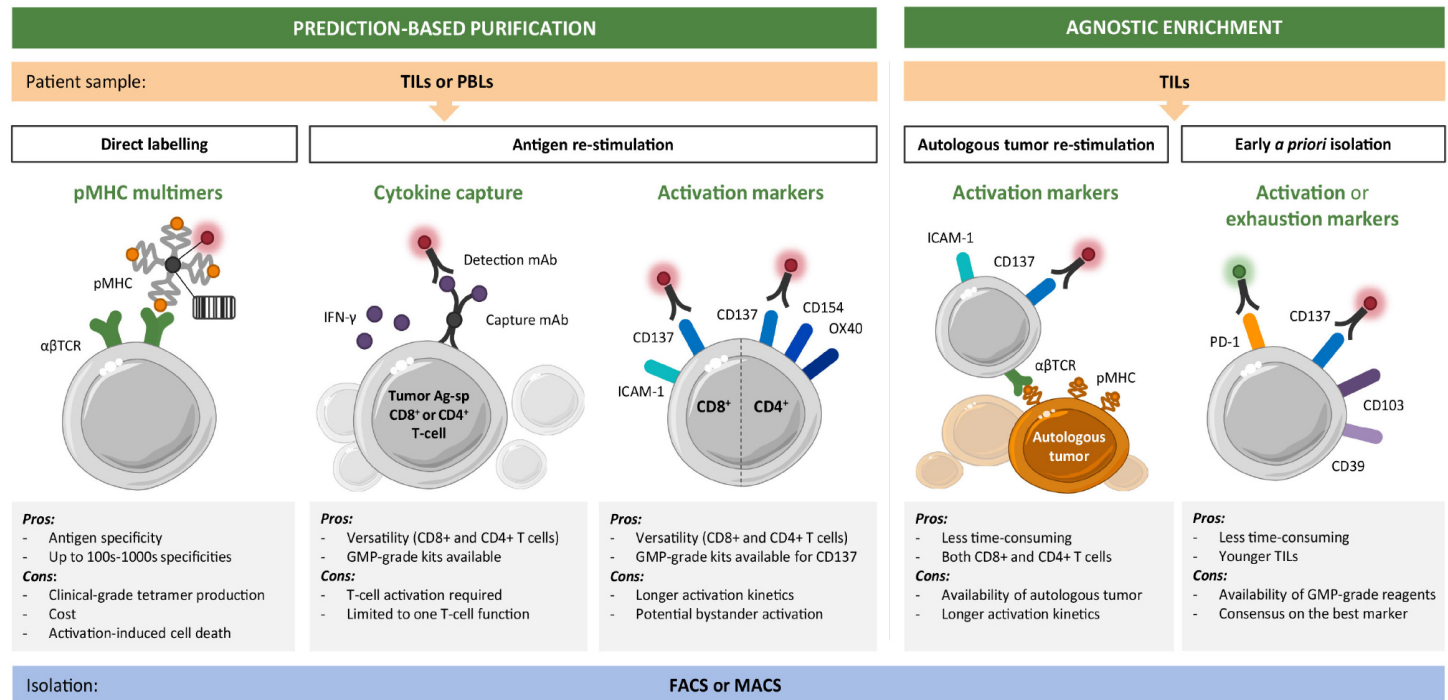 PREDICTION-BASED PURIFICATION
Patient sample:
TILs or PBLs
Direct labelling
Antigen re-stimulation
pMHC multimers
pMHC
αβTCR
Cytokine capture
Detection mAb
IFN-γ
Capture mAb
Tumor Ag-sp
CD8⁺ or CD4⁺
T-cell
Activation markers
CD137
CD154
CD137
OX40
ICAM-1
CD8⁺
CD4⁺
Pros:
- Antigen specificity
- Up to 100s-1000s specificities
Cons:
- Clinical-grade tetramer production
- Cost
- Activation-induced cell death
Pros:
- Versatility (CD8+ and CD4+ T cells)
- GMP-grade kits available
Cons:
- T-cell activation required
- Limited to one T-cell function
Pros:
- Versatility (CD8+ and CD4+ T cells)
- GMP-grade kits available for CD137
Cons:
- Longer activation kinetics
- Potential bystander activation
AGNOSTIC ENRICHMENT
TILs
Autologous tumor re-stimulation
Early a priori isolation
Activation markers
ICAM-1
CD137
αβTCR
pMHC
Autologous
tumor
Activation or
exhaustion markers
CD137
PD-1
CD103
CD39
Pros:
- Less time-consuming
- Both CD8+ and CD4+ T cells
Cons:
- Availability of autologous tumor
- Longer activation kinetics
Pros:
- Less time-consuming
- Younger TILs
Cons:
- Availability of GMP-grade reagents
- Consensus on the best marker
Isolation:
FACS or MACS